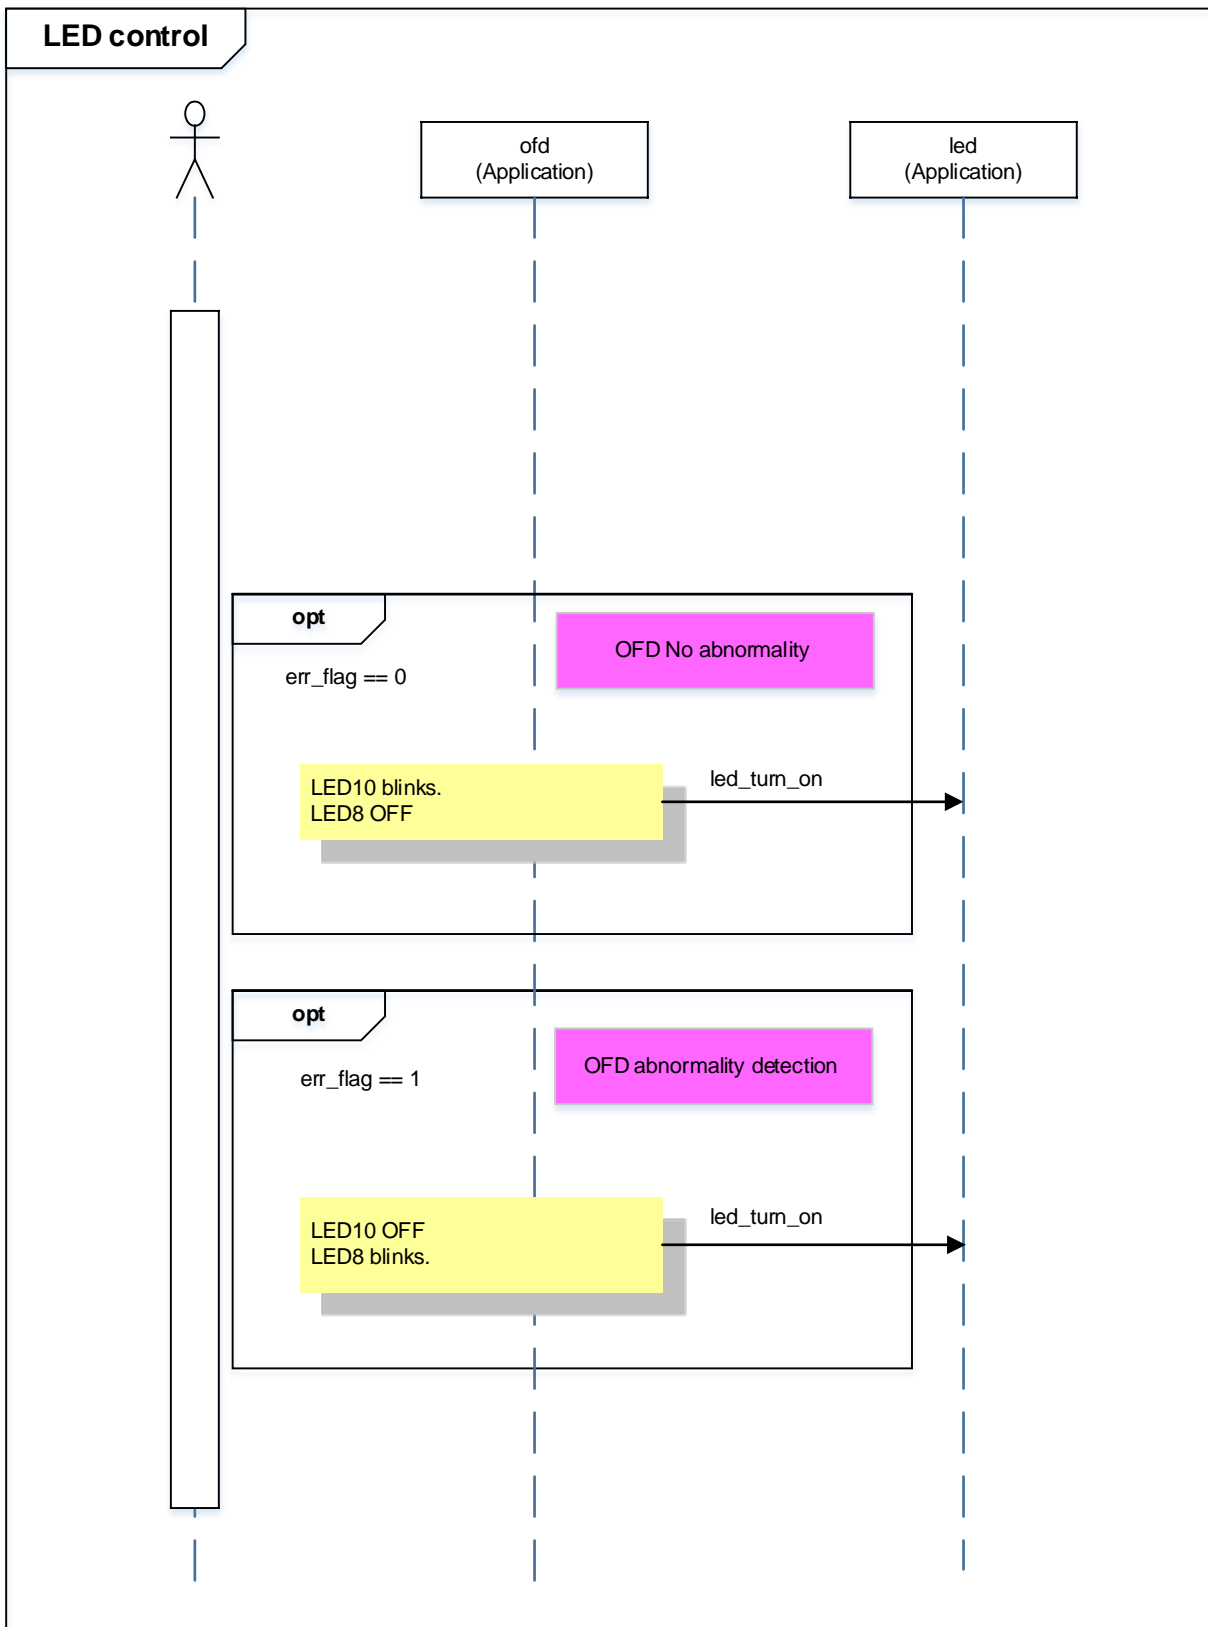 LED control
ofd
(Application)
led
(Application)
opt
OFD No abnormality
err_flag == 0
LED10 blinks.
LED8 OFF
led_turn_on
opt
OFD abnormality detection
err_flag == 1
LED10 OFF
LED8 blinks.
led_turn_on